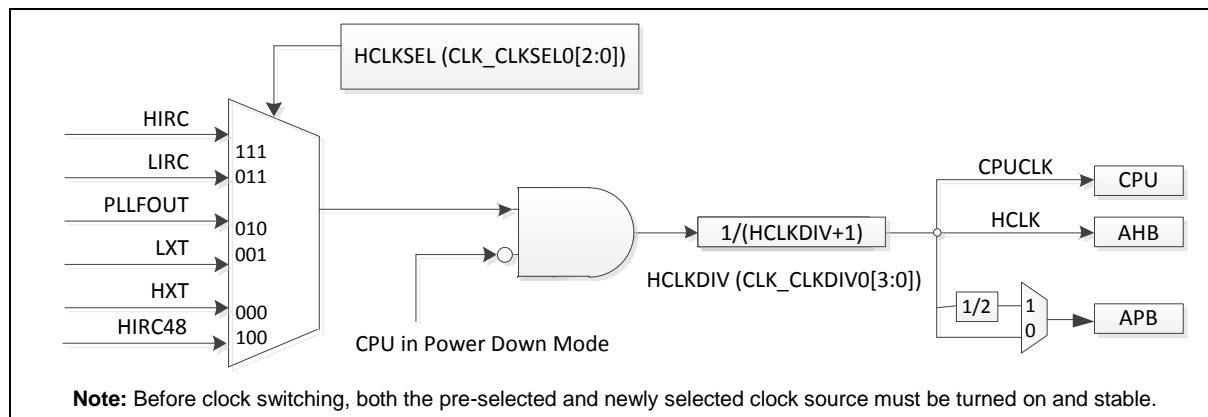 HCLKSEL (CLK_CLKSEL0[2:0])
HIRC
111
LIRC
011
PLLFOUT
010
LXT
001
HXT
000
HIRC48
100
CPU in Power Down Mode
1/(HCLKDIV+1)
HCLKDIV (CLK_CLKDIV0[3:0])
CPUCLK
CPU
HCLK
AHB
1/2
1
0
APB
Note: Before clock switching, both the pre-selected and newly selected clock source must be turned on and stable.